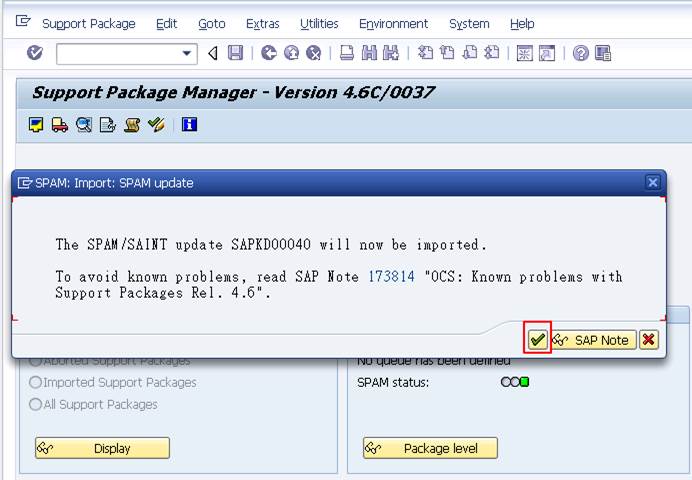 Support Package Edit Goto Extras Utilities Environment System Help
Support Package Manager - Version 4.6C/0037
SPAM: Import: SPAM update
The SPAM/SAINT update SAPKD00040 will now be imported.
To avoid known problems, read SAP Note 173814 "OCS: Known problems with
Support Packages Rel. 4.6".
SAP Note
Aborted Support Packages
No queue has been defined
Imported Support Packages
SPAM status:
All Support Packages
Display
Package level